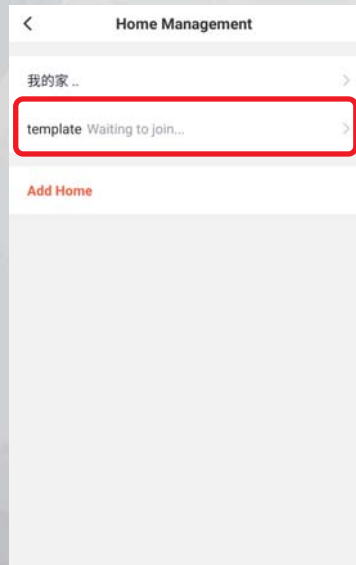 Home Management
我的家 ..
template Waiting to join...
Add Home